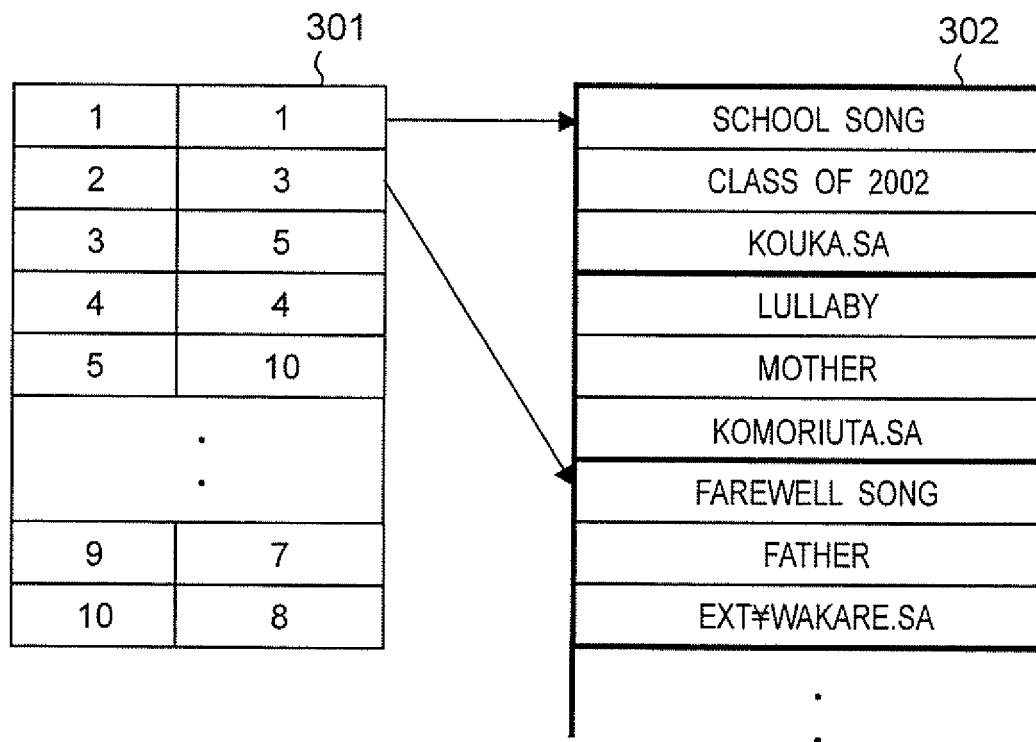 301
302
1 1
2 3
3 5
4 4
5 10
9 7
10 8
SCHOOL SONG
CLASS OF 2002
KOUKA.SA
LULLABY
MOTHER
KOMORIUTA.SA
FAREWELL SONG
FATHER
EXT¥WAKARE.SA